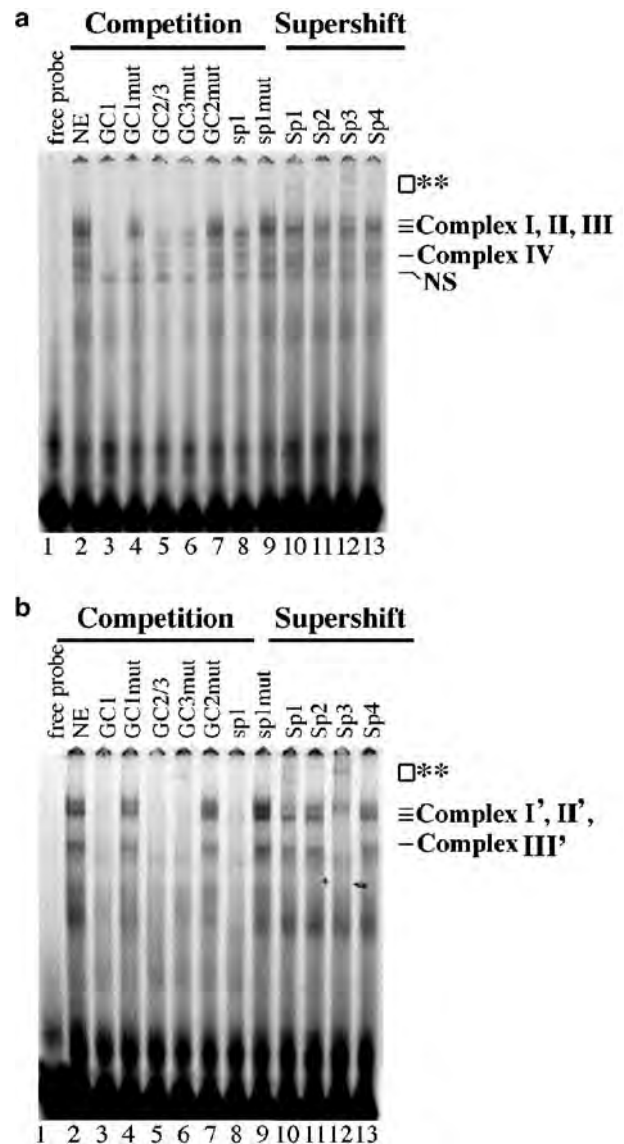 a
Competition Supershift
free probe NE GC1 GC1mut GC2/3 GC3mut GC2mut sp1 sp1mut Sp1 Sp2 Sp3 Sp4
**
Complex I, II, III
Complex IV
NS
1 2 3 4 5 6 7 8 9 10 11 12 13
b
Competition Supershift
free probe NE GC1 GC1mut GC2/3 GC3mut GC2mut sp1 sp1mut Sp1 Sp2 Sp3 Sp4
**
Complex I’, II’,
Complex III’
1 2 3 4 5 6 7 8 9 10 11 12 13